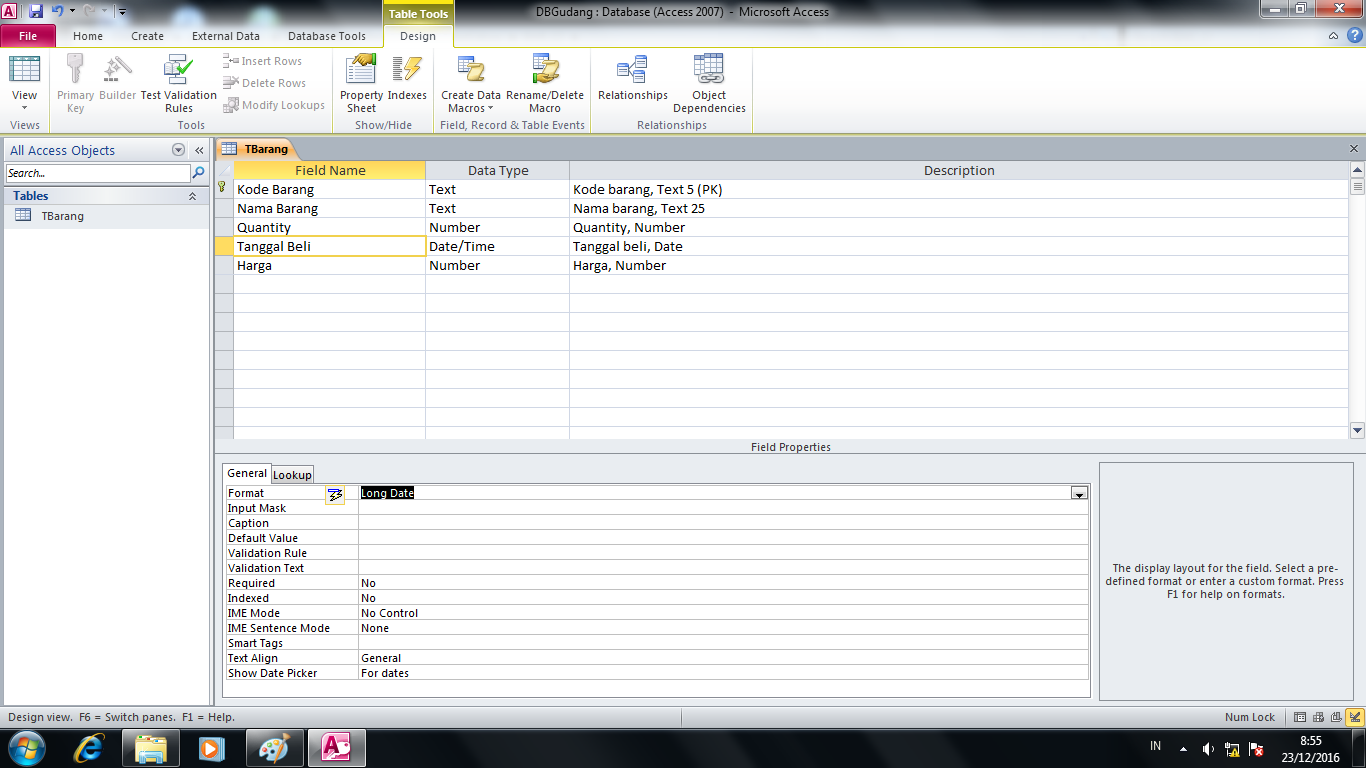 Table Tools
DBGudang : Database (Access 2007) - Microsoft Access
File Home Create External Data Database Tools Design
View
Primary Key
Builder
Test Validation Rules
Insert Rows
Delete Rows
Modify Lookups
Property Sheet
Indexes
Create Data Macros
Rename/Delete Macro
Relationships
Object Dependencies
Views Tools Show/Hide Field, Record & Table Events Relationships
All Access Objects
Search...
Tables
TBarang
TBarang
Field Name Data Type Description
Kode Barang Text Kode barang, Text 5 (PK)
Nama Barang Text Nama barang, Text 25
Quantity Number Quantity, Number
Tanggal Beli Date/Time Tanggal beli, Date
Harga Number Harga, Number
Field Properties
General Lookup
Format Long Date
Input Mask
Caption
Default Value
Validation Rule
Validation Text
Required No
Indexed No
IME Mode No Control
IME Sentence Mode None
Smart Tags
Text Align General
Show Date Picker For dates
The display layout for the field. Select a pre-
defined format or enter a custom format. Press
F1 for help on formats.
Design view. F6 = Switch panes. F1 = Help.
Num Lock
IN
8:55
23/12/2016